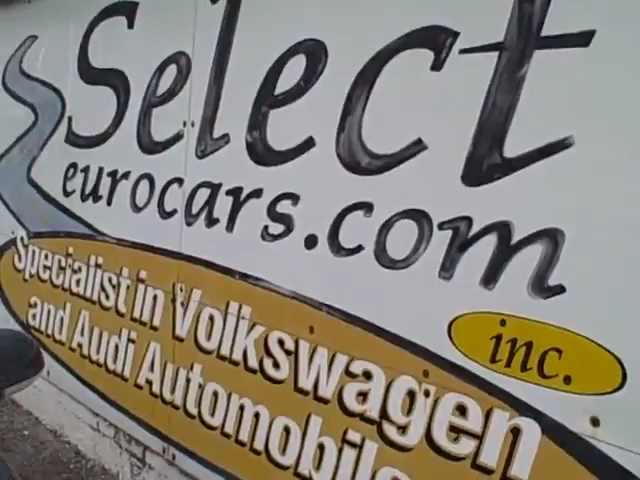 Select
eurocars.com
inc.
Specialist in Volkswagen
and Audi